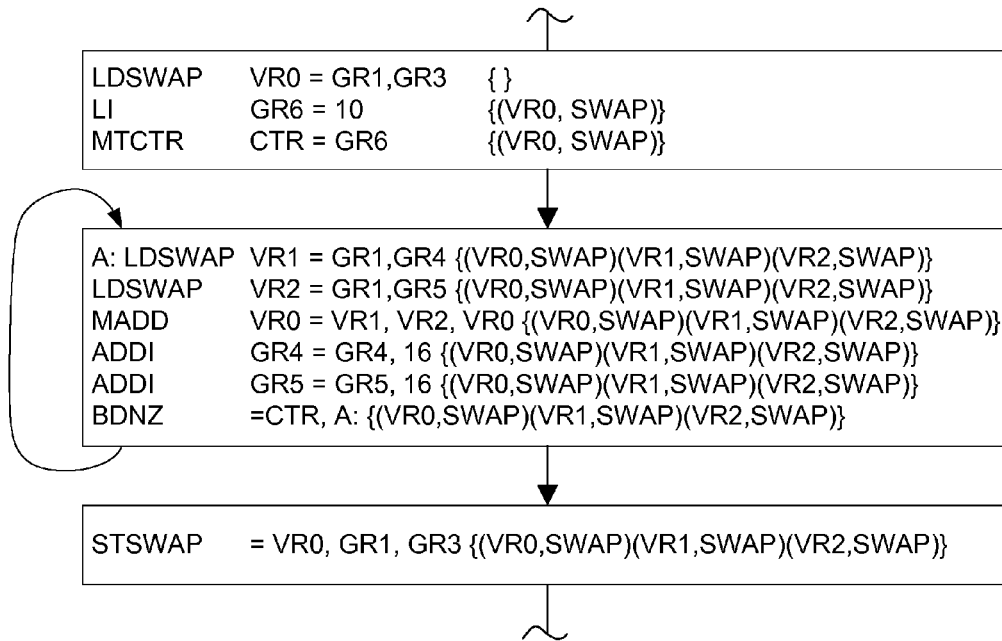 LDSWAP VR0 = GR1,GR3 { }
LI GR6 = 10 {(VR0, SWAP)}
MTCTR CTR = GR6 {(VR0, SWAP)}
A: LDSWAP VR1 = GR1,GR4 {(VR0,SWAP)(VR1,SWAP)(VR2,SWAP)}
LDSWAP VR2 = GR1,GR5 {(VR0,SWAP)(VR1,SWAP)(VR2,SWAP)}
MADD VR0 = VR1, VR2, VR0 {(VR0,SWAP)(VR1,SWAP)(VR2,SWAP)}
ADDI GR4 = GR4, 16 {(VR0,SWAP)(VR1,SWAP)(VR2,SWAP)}
ADDI GR5 = GR5, 16 {(VR0,SWAP)(VR1,SWAP)(VR2,SWAP)}
BDNZ =CTR, A: {(VR0,SWAP)(VR1,SWAP)(VR2,SWAP)}
STSWAP = VR0, GR1, GR3 {(VR0,SWAP)(VR1,SWAP)(VR2,SWAP)}